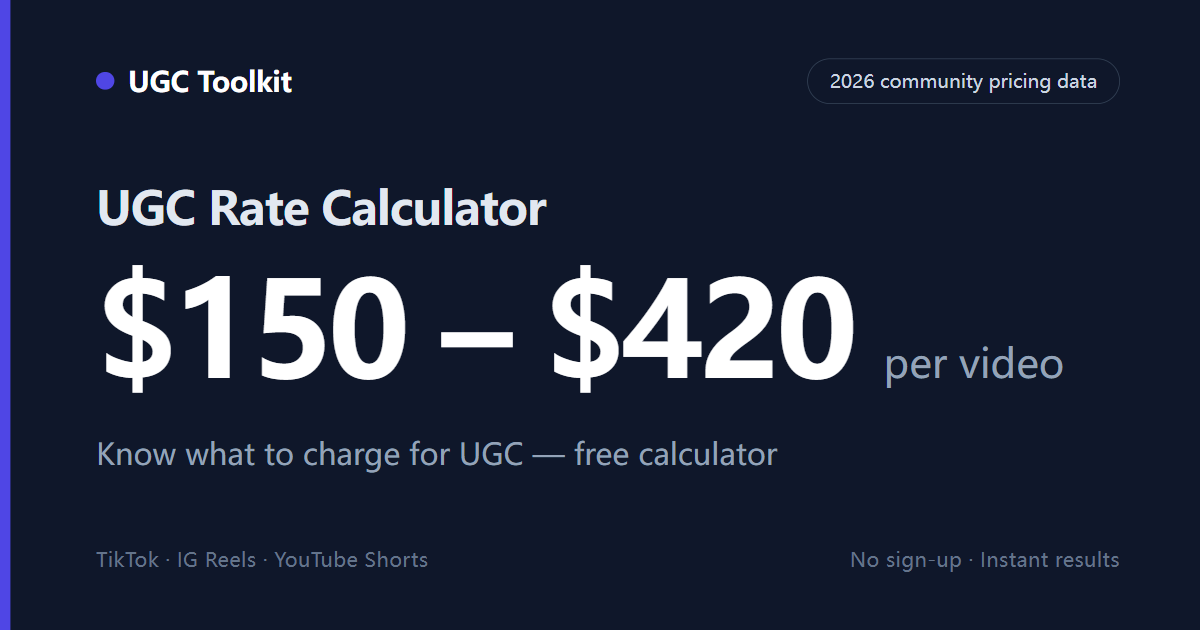 UGC Toolkit
2026 community pricing data
UGC Rate Calculator
$150 – $420 per video
Know what to charge for UGC — free calculator
TikTok · IG Reels · YouTube Shorts
No sign-up · Instant results